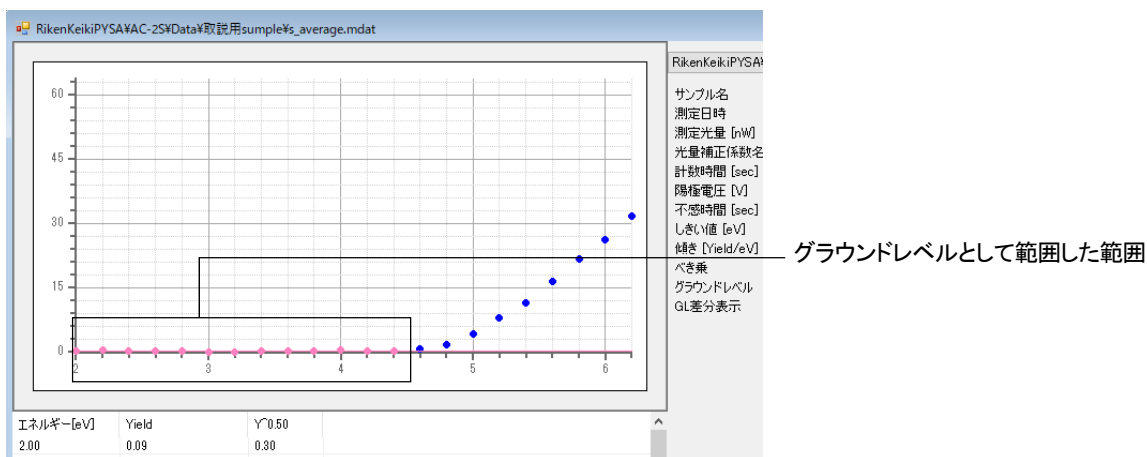 RikenKeikiPYSA¥AC-2S¥Data¥取説用sumple¥s_average.mdat
RikenKeikiPYSA¥
60
45
30
15
0
2 3 4 5 6
サンプル名
測定日時
測定光量 [nW]
光量補正係数名
計数時間 [sec]
陽極電圧 [V]
不感時間 [sec]
しきい値 [eV]
傾き [Yield/eV]
べき乗
グラウンドレベル
GL差分表示
グラウンドレベルとして範囲した範囲
エネルギー[eV] Yield Y^0.50
2.00 0.09 0.30